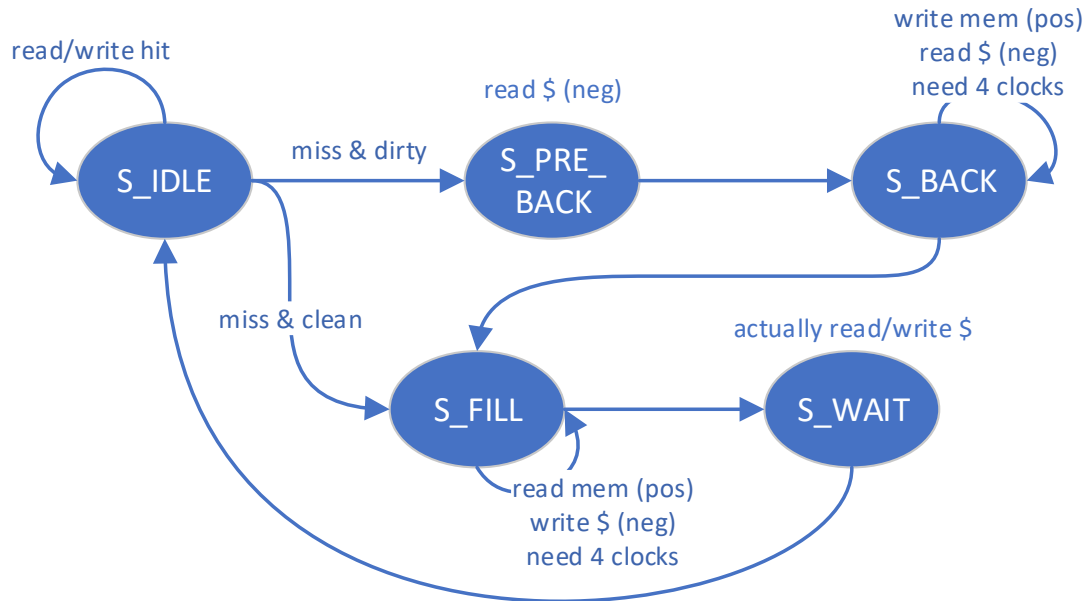 write mem (pos)
read $ (neg)
need 4 clocks
read/write hit
read $ (neg)
miss & dirty
S_IDLE
S_PRE_
BACK
S_BACK
miss & clean
actually read/write $
S_FILL
S_WAIT
read mem (pos)
write $ (neg)
need 4 clocks